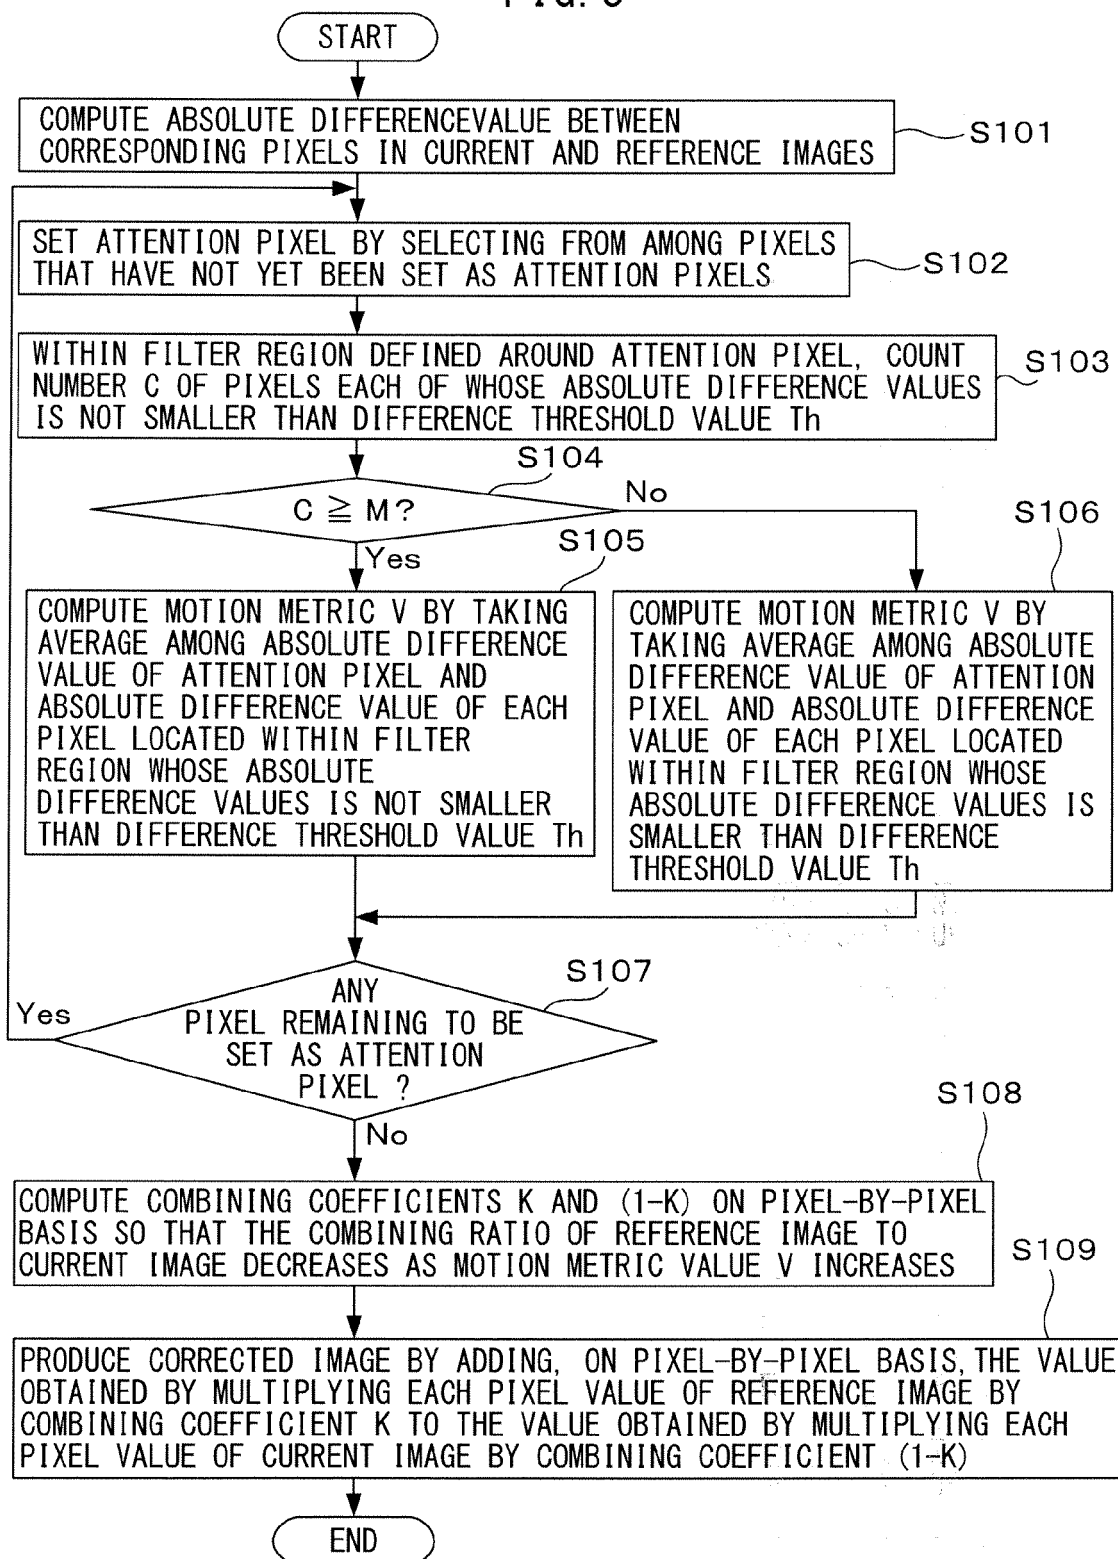 START
COMPUTE ABSOLUTE DIFFERENCEVALUE BETWEEN
CORRESPONDING PIXELS IN CURRENT AND REFERENCE IMAGES
S101
SET ATTENTION PIXEL BY SELECTING FROM AMONG PIXELS
THAT HAVE NOT YET BEEN SET AS ATTENTION PIXELS
S102
WITHIN FILTER REGION DEFINED AROUND ATTENTION PIXEL, COUNT
NUMBER C OF PIXELS EACH OF WHOSE ABSOLUTE DIFFERENCE VALUES
IS NOT SMALLER THAN DIFFERENCE THRESHOLD VALUE Th
S103
S104
C ≧ M?
No
Yes
S105
S106
COMPUTE MOTION METRIC V BY TAKING
AVERAGE AMONG ABSOLUTE DIFFERENCE
VALUE OF ATTENTION PIXEL AND
ABSOLUTE DIFFERENCE VALUE OF EACH
PIXEL LOCATED WITHIN FILTER
REGION WHOSE ABSOLUTE
DIFFERENCE VALUES IS NOT SMALLER
THAN DIFFERENCE THRESHOLD VALUE Th
COMPUTE MOTION METRIC V BY
TAKING AVERAGE AMONG ABSOLUTE
DIFFERENCE VALUE OF ATTENTION
PIXEL AND ABSOLUTE DIFFERENCE
VALUE OF EACH PIXEL LOCATED
WITHIN FILTER REGION WHOSE
ABSOLUTE DIFFERENCE VALUES IS
SMALLER THAN DIFFERENCE
THRESHOLD VALUE Th
S107
Yes
ANY
PIXEL REMAINING TO BE
SET AS ATTENTION
PIXEL ?
No
S108
COMPUTE COMBINING COEFFICIENTS K AND (1-K) ON PIXEL-BY-PIXEL
BASIS SO THAT THE COMBINING RATIO OF REFERENCE IMAGE TO
CURRENT IMAGE DECREASES AS MOTION METRIC VALUE V INCREASES
S109
PRODUCE CORRECTED IMAGE BY ADDING, ON PIXEL-BY-PIXEL BASIS, THE VALUE
OBTAINED BY MULTIPLYING EACH PIXEL VALUE OF REFERENCE IMAGE BY
COMBINING COEFFICIENT K TO THE VALUE OBTAINED BY MULTIPLYING EACH
PIXEL VALUE OF CURRENT IMAGE BY COMBINING COEFFICIENT (1-K)
END